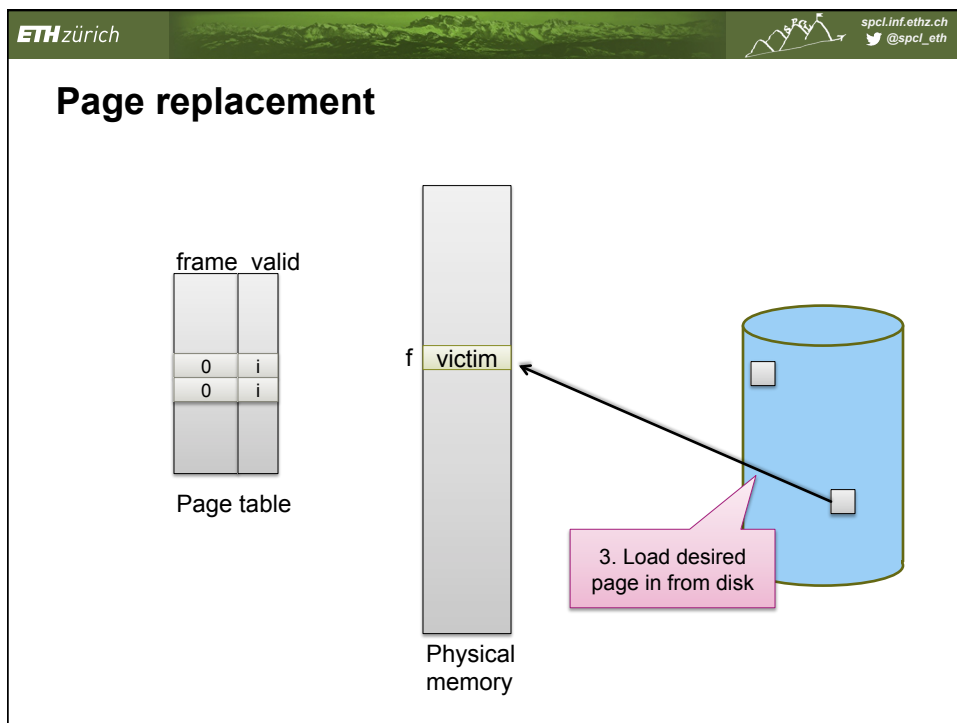 ETH zürich
spcl.inf.ethz.ch
@spcl_eth
Page replacement
frame valid
0 i
0 i
Page table
f victim
3. Load desired
page in from disk
Physical
memory